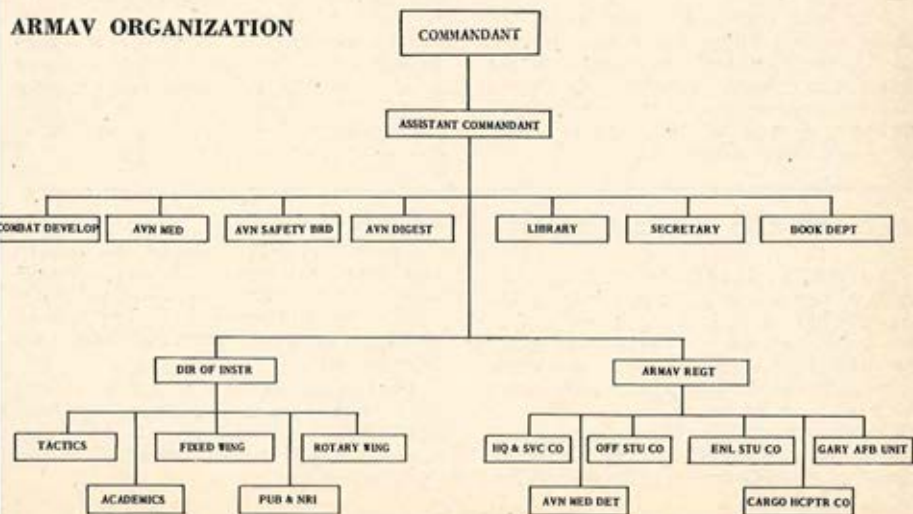 ARMAV ORGANIZATION
COMMANDANT
ASSISTANT COMMANDANT
COMBAT DEVELOP
AVN MED
AVN SAFETY BRD
AVN DIGEST
LIBRARY
SECRETARY
BOOK DEPT
DIR OF INSTR
ARMAV REGT
TACTICS
FIXED WING
ROTARY WING
HQ & SVC CO
OFF STU CO
ENL STU CO
GARY AFB UNIT
ACADEMICS
PUB & NRI
AVN MED DET
CARGO HCPTR CO